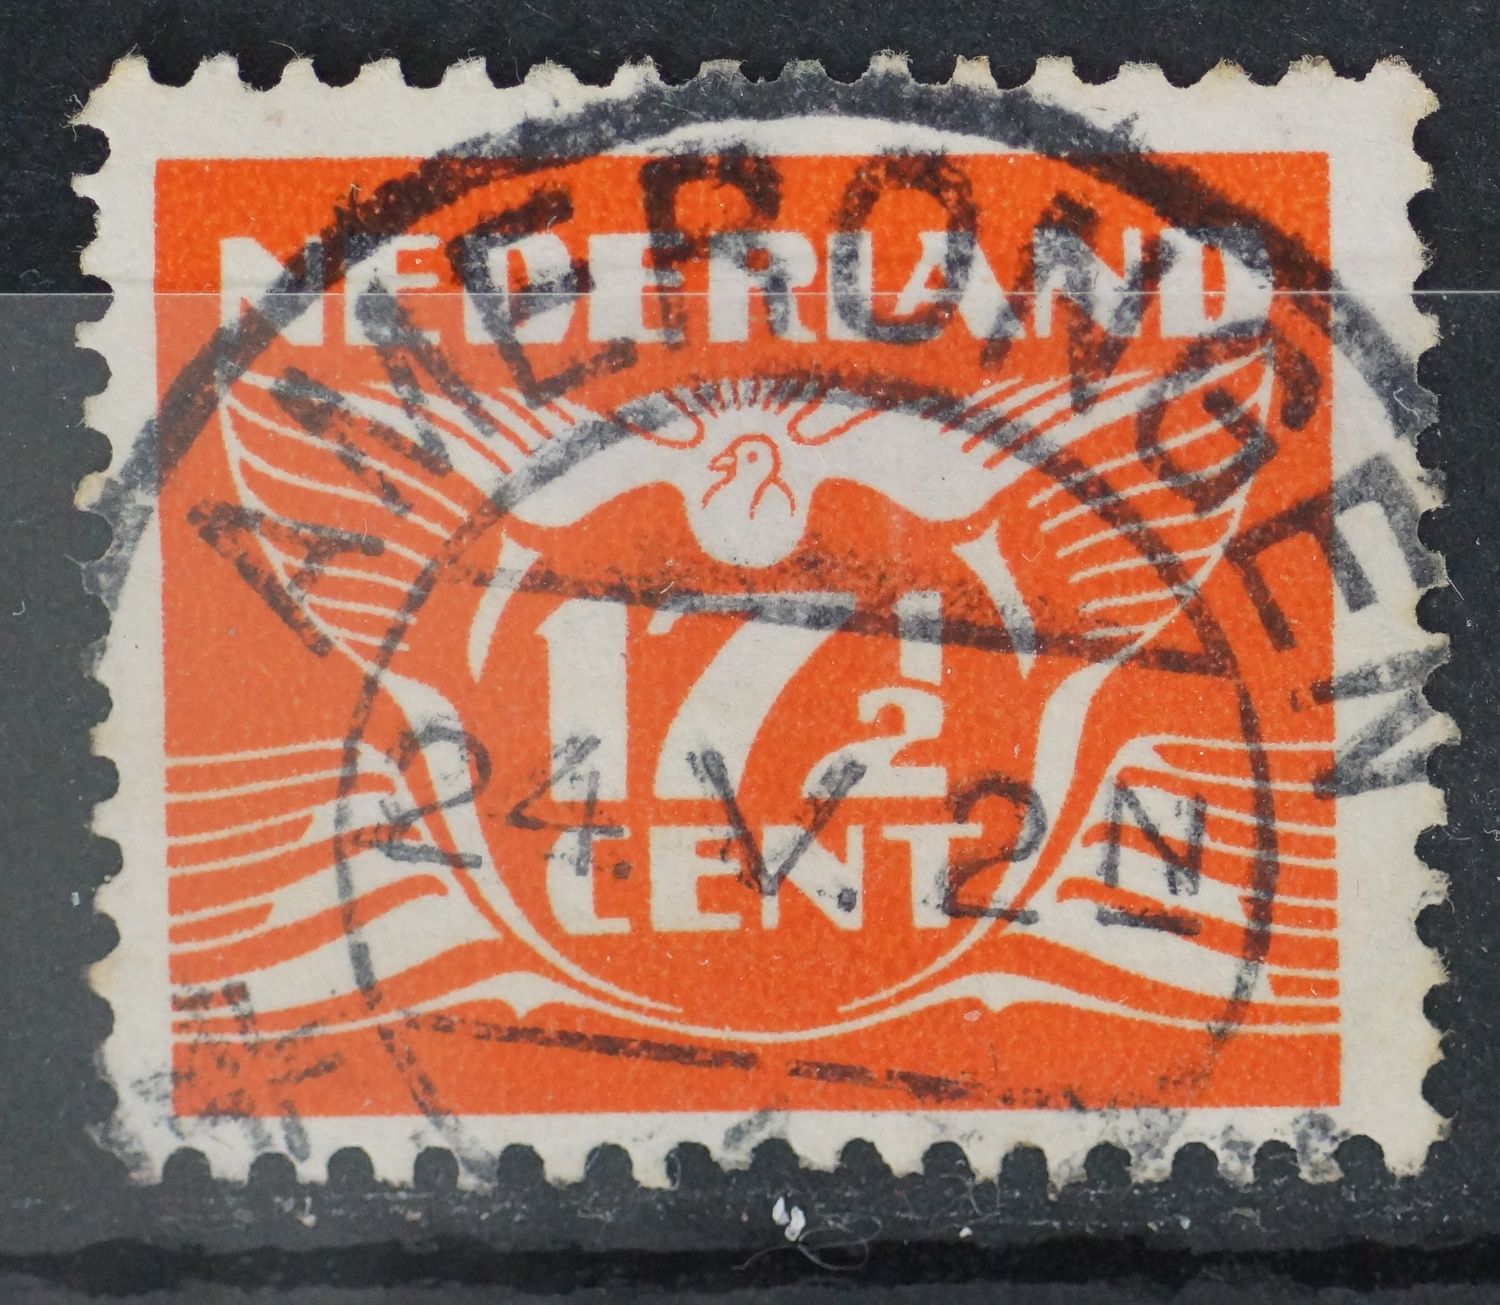 NEDERLAND
17½
CENT
AMERONGEN
24.V.2N